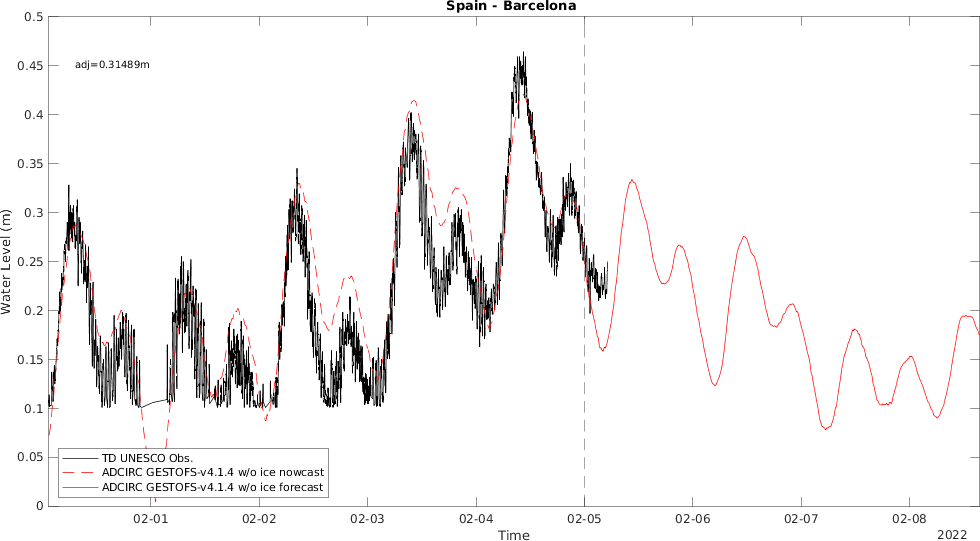 Spain - Barcelona
0.5
0.45
0.4
0.35
0.3
0.25
0.2
0.15
0.1
0.05
0
Water Level (m)
adj=0.31489m
TD UNESCO Obs.
ADCIRC GESTOFS-v4.1.4 w/o ice nowcast
ADCIRC GESTOFS-v4.1.4 w/o ice forecast
02-01 02-02 02-03 02-04 02-05 02-06 02-07 02-08
Time
2022